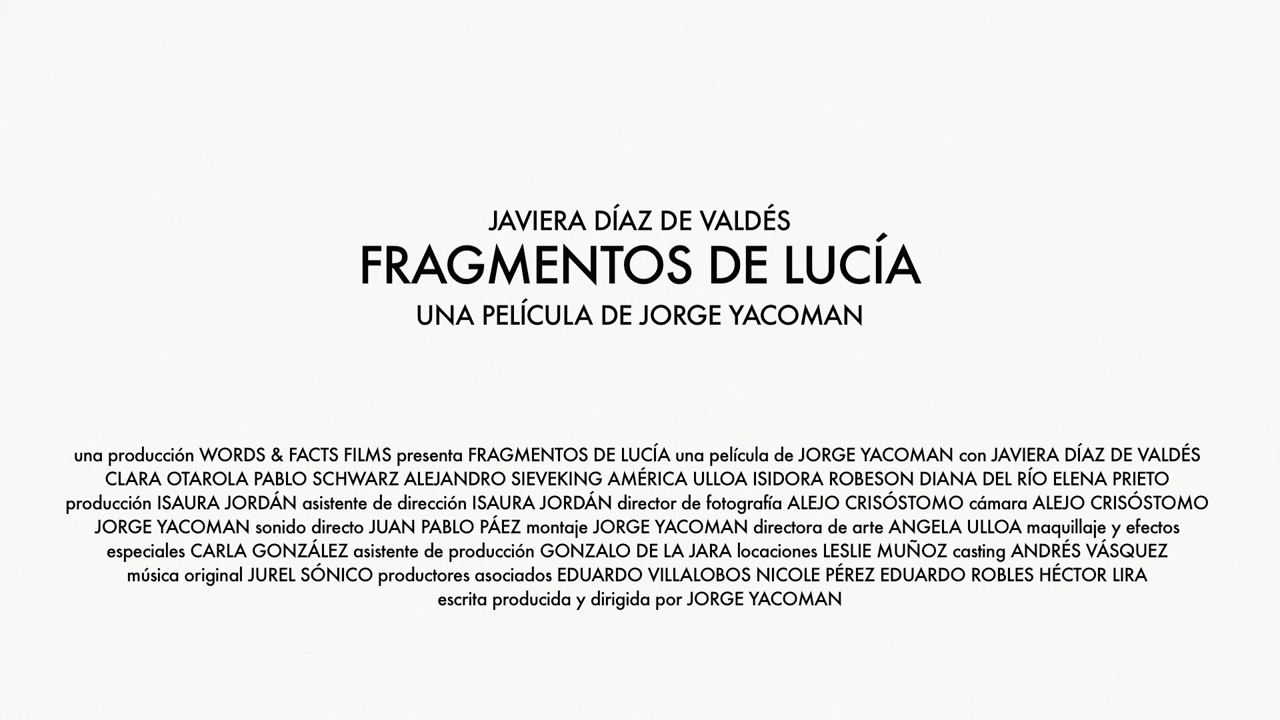 JAVIERA DÍAZ DE VALDÉS
FRAGMENTOS DE LUCÍA
UNA PELÍCULA DE JORGE YACOMAN
una producción WORDS & FACTS FILMS presenta FRAGMENTOS DE LUCÍA una película de JORGE YACOMAN con JAVIERA DÍAZ DE VALDÉS
CLARA OTAROLA PABLO SCHWARZ ALEJANDRO SIEVEKING AMÉRICA ULLOA ISIDORA ROBESON DIANA DEL RÍO ELENA PRIETO
producción ISAURA JORDÁN asistente de dirección ISAURA JORDÁN director de fotografía ALEJO CRISÓSTOMO cámara ALEJO CRISÓSTOMO
JORGE YACOMAN sonido directo JUAN PABLO PÁEZ montaje JORGE YACOMAN directora de arte ANGELA ULLOA maquillaje y efectos
especiales CARLA GONZÁLEZ asistente de producción GONZALO DE LA JARA locaciones LESLIE MUÑOZ casting ANDRÉS VÁSQUEZ
música original JUREL SÓNICO productores asociados EDUARDO VILLALOBOS NICOLE PÉREZ EDUARDO ROBLES HÉCTOR LIRA
escrita producida y dirigida por JORGE YACOMAN